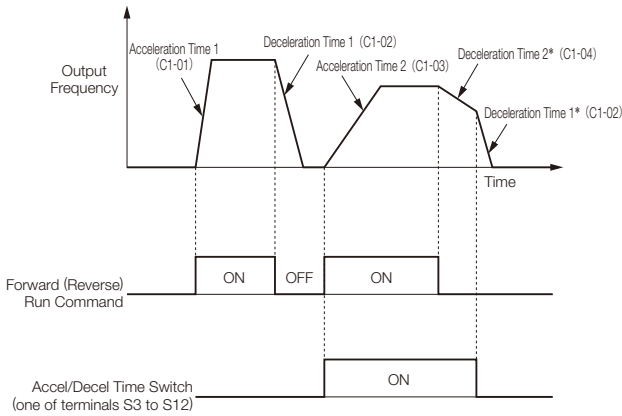 Acceleration Time 1
(C1-01)
Deceleration Time 1 (C1-02)
Acceleration Time 2 (C1-03)
Deceleration Time 2* (C1-04)
Deceleration Time 1* (C1-02)
Output
Frequency
Time
Forward (Reverse)
Run Command
ON
OFF
ON
Accel/Decel Time Switch
(one of terminals S3 to S12)
ON